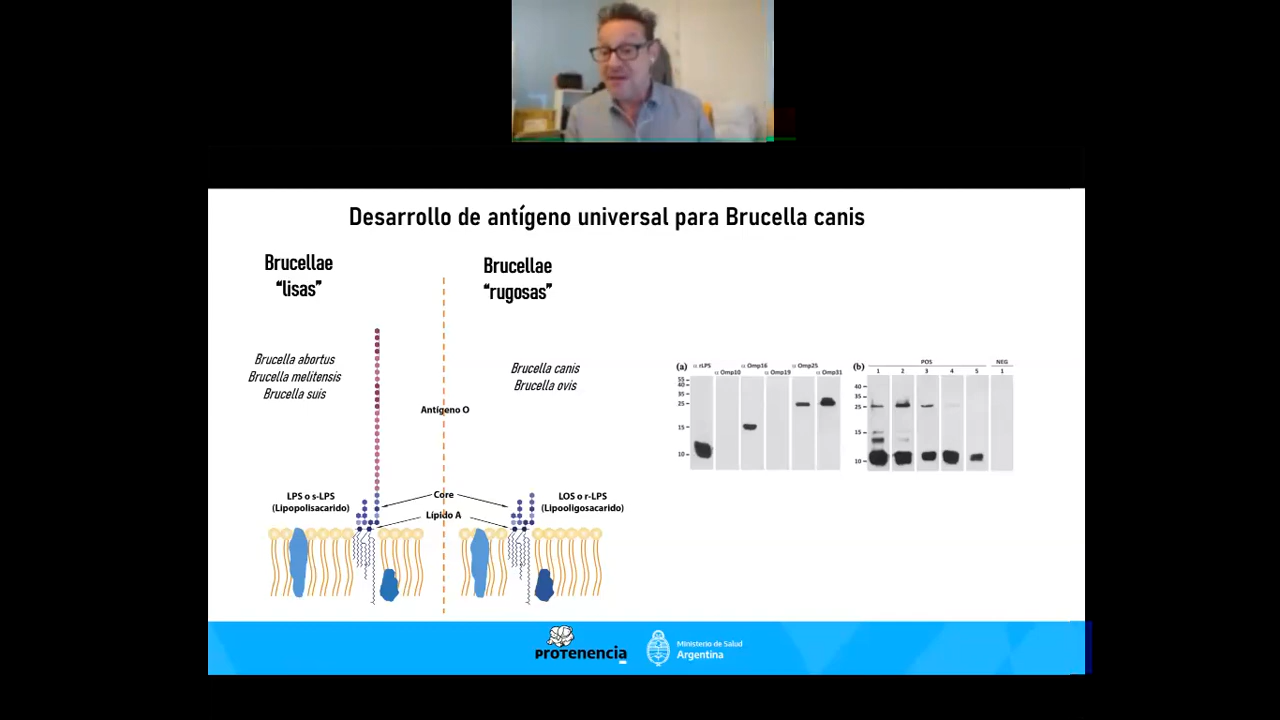 Desarrollo de antígeno universal para Brucella canis
Brucellae
“lisas”
Brucella abortus
Brucella melitensis
Brucella suis
Brucellae
“rugosas”
Brucella canis
Brucella ovis
Antígeno O
LPS o s-LPS
(Lipopolisacarido)
Core
Lípido A
LOS o r-LPS
(Lipooligosacarido)
(a)
α rLPS
α Omp10
α Omp16
α Omp19
α Omp25
α Omp31
55
40
35
25
15
10
(b)
POS
NEG
1 2 3 4 5 1
40
35
25
15
10
PROTenencia
Ministerio de Salud
Argentina